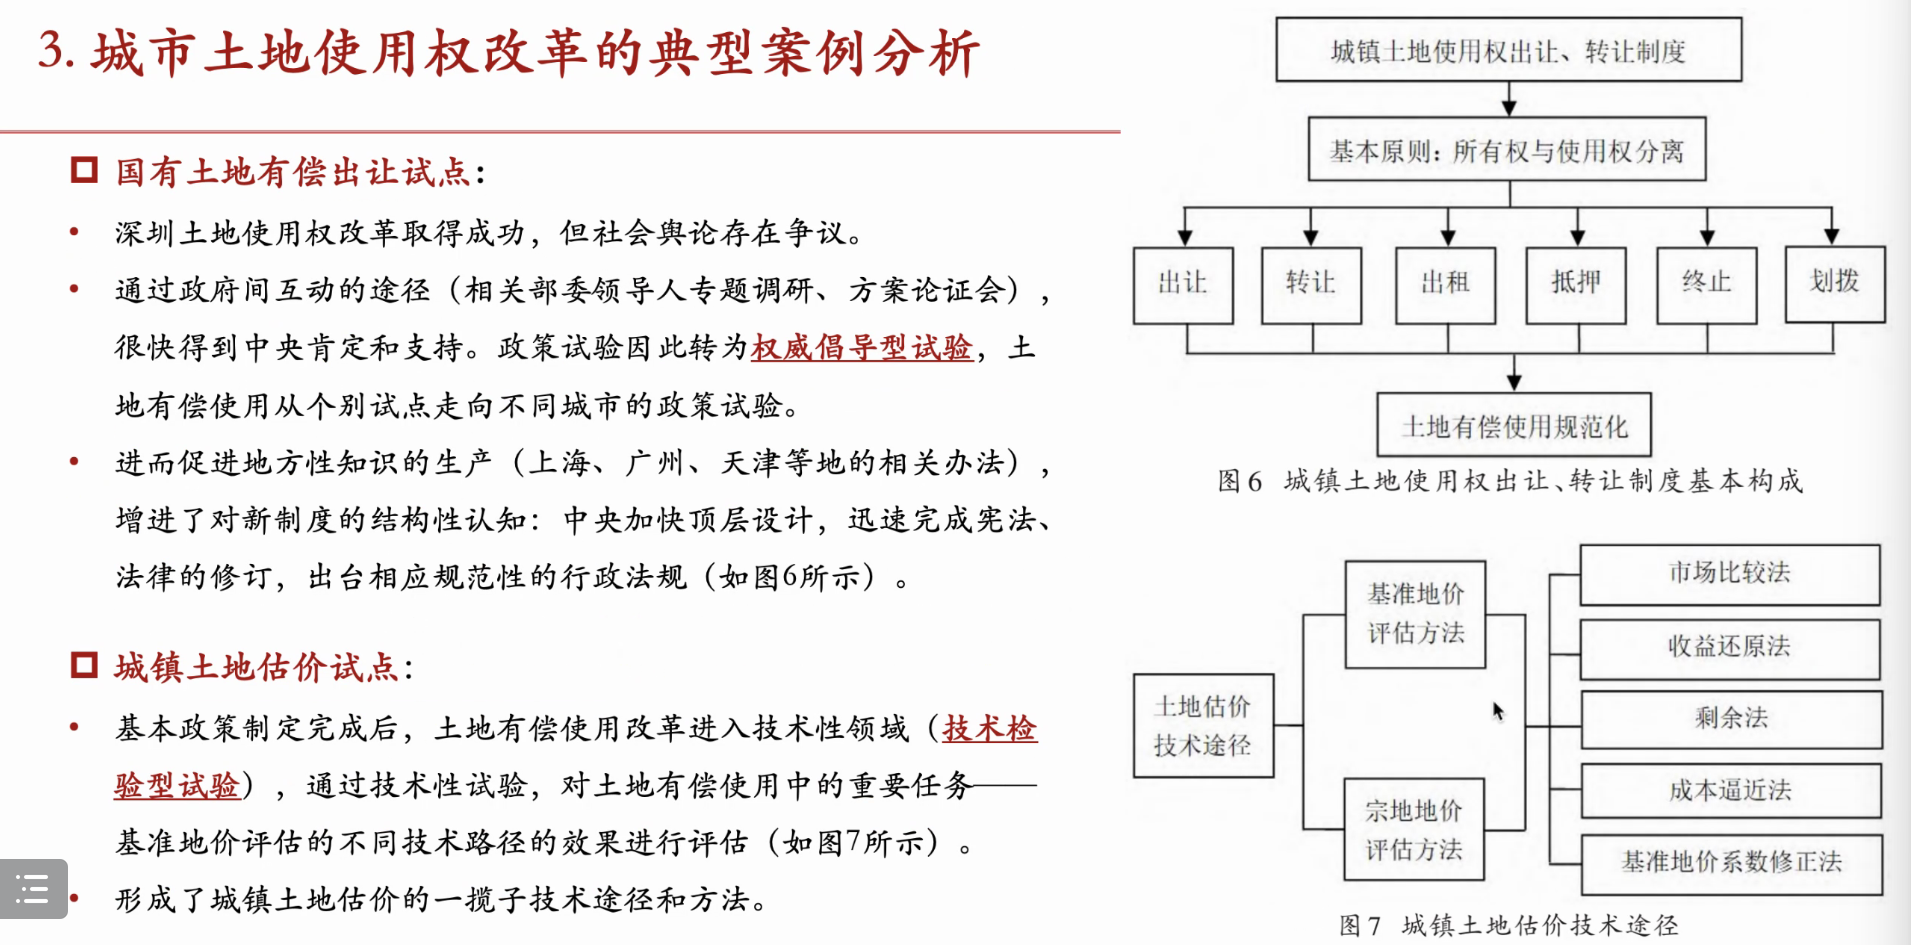 3. 城市土地使用权改革的典型案例分析
国有土地有偿出让试点：
• 深圳土地使用权改革取得成功，但社会舆论存在争议。
• 通过政府间互动的途径（相关部委领导人专题调研、方案论证会），
很快得到中央肯定和支持。政策试验因此转为权威倡导型试验，土
地有偿使用从个别试点走向不同城市的政策试验。
• 进而促进地方性知识的生产（上海、广州、天津等地的相关办法），
增进了对新制度的结构性认知：中央加快顶层设计，迅速完成宪法、
法律的修订，出台相应规范性的行政法规（如图6所示）。
城镇土地估价试点：
• 基本政策制定完成后，土地有偿使用改革进入技术性领域（技术检
验型试验），通过技术性试验，对土地有偿使用中的重要任务——
基准地价评估的不同技术路径的效果进行评估（如图7所示）。
• 形成了城镇土地估价的一揽子技术途径和方法。
城镇土地使用权出让、转让制度
基本原则：所有权与使用权分离
出让
转让
出租
抵押
终止
划拨
土地有偿使用规范化
图6 城镇土地使用权出让、转让制度基本构成
土地估价
技术途径
基准地价
评估方法
宗地地价
评估方法
市场比较法
收益还原法
剩余法
成本逼近法
基准地价系数修正法
图7 城镇土地估价技术途径